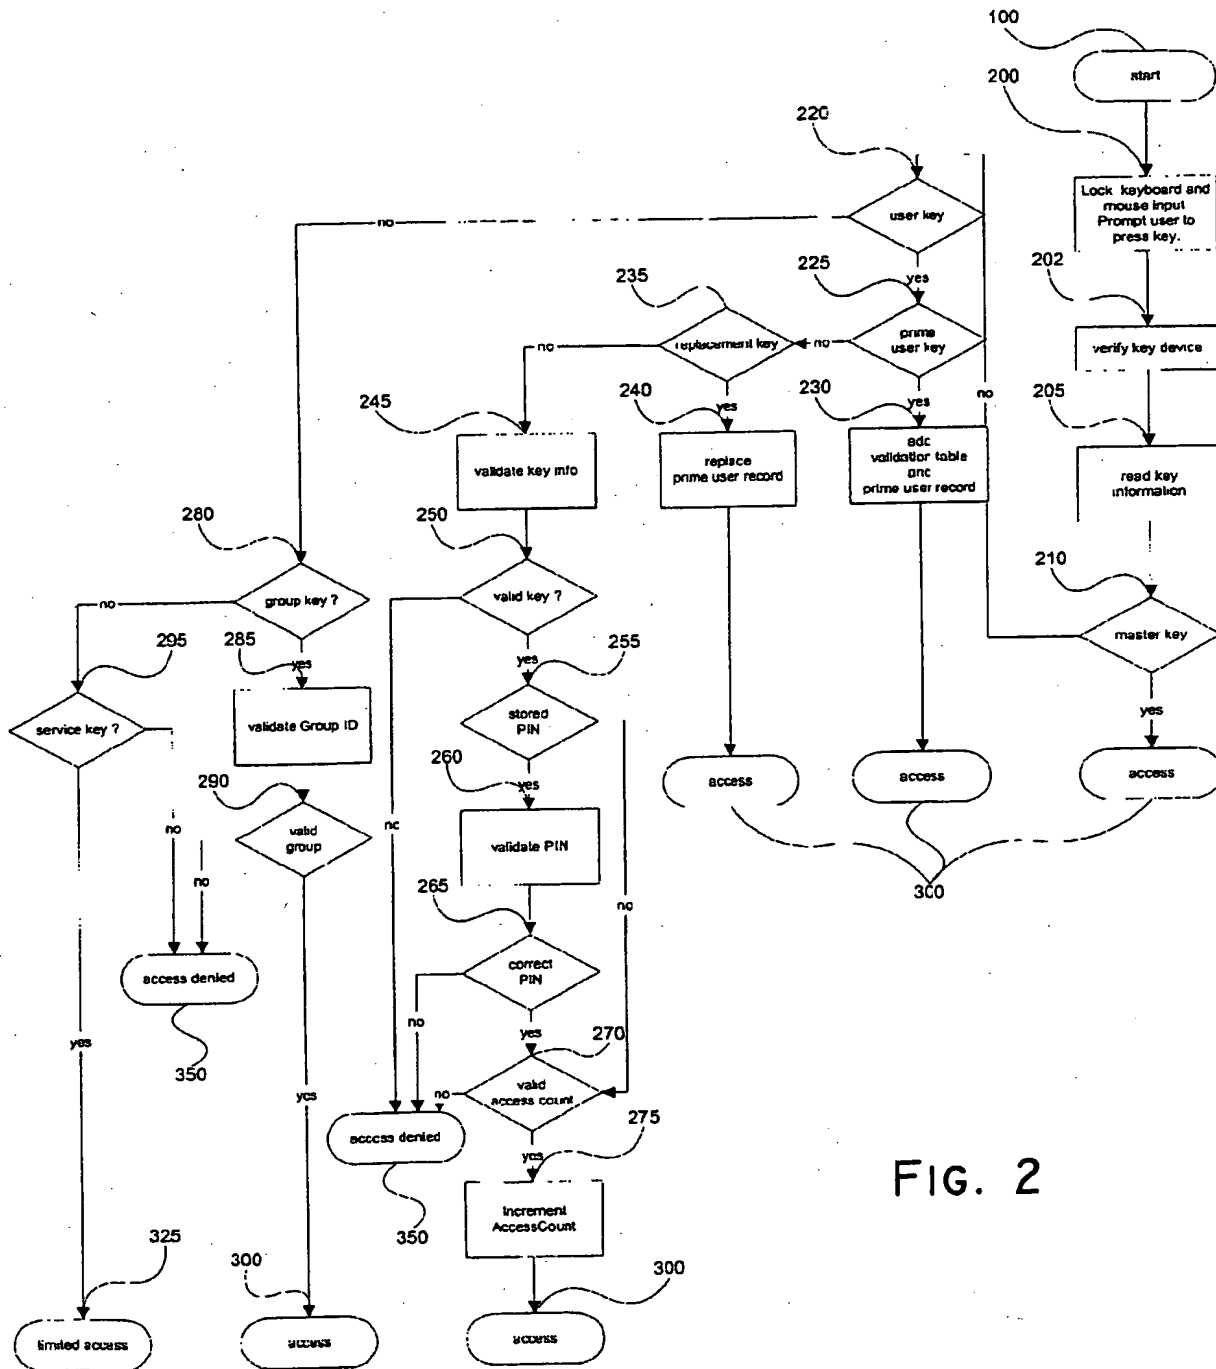 100
start
200
Lock keyboard and
mouse input
Prompt user to
press key.
202
verify key device
205
read key
information
210
master key
yes
access
no
220
user key
no
yes
225
prime
user key
no
yes
230
add
validation table
and
prime user record
access
235
replacement key
no
yes
240
replace
prime user record
access
300
245
validate key info
250
valid key ?
no
yes
255
stored
PIN
yes
no
260
validate PIN
265
correct
PIN
no
yes
270
valid
access count
no
yes
275
Increment
AccessCount
300
access
access denied
350
280
group key ?
no
yes
285
validate Group ID
290
valid
group
no
yes
300
access
295
service key ?
no
yes
access denied
350
325
limited access
FIG. 2